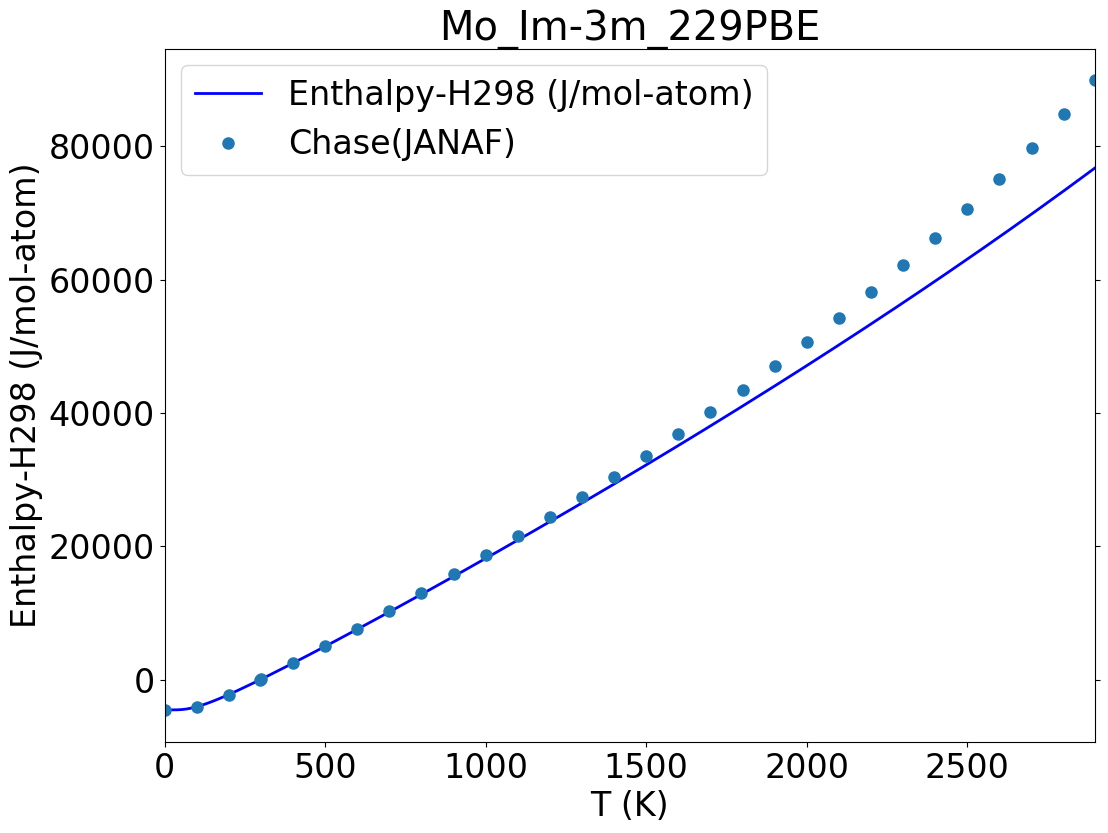 Mo_Im-3m_229PBE
Enthalpy-H298 (J/mol-atom)
Chase(JANAF)
Enthalpy-H298 (J/mol-atom)
80000
60000
40000
20000
0
0 500 1000 1500 2000 2500
T (K)